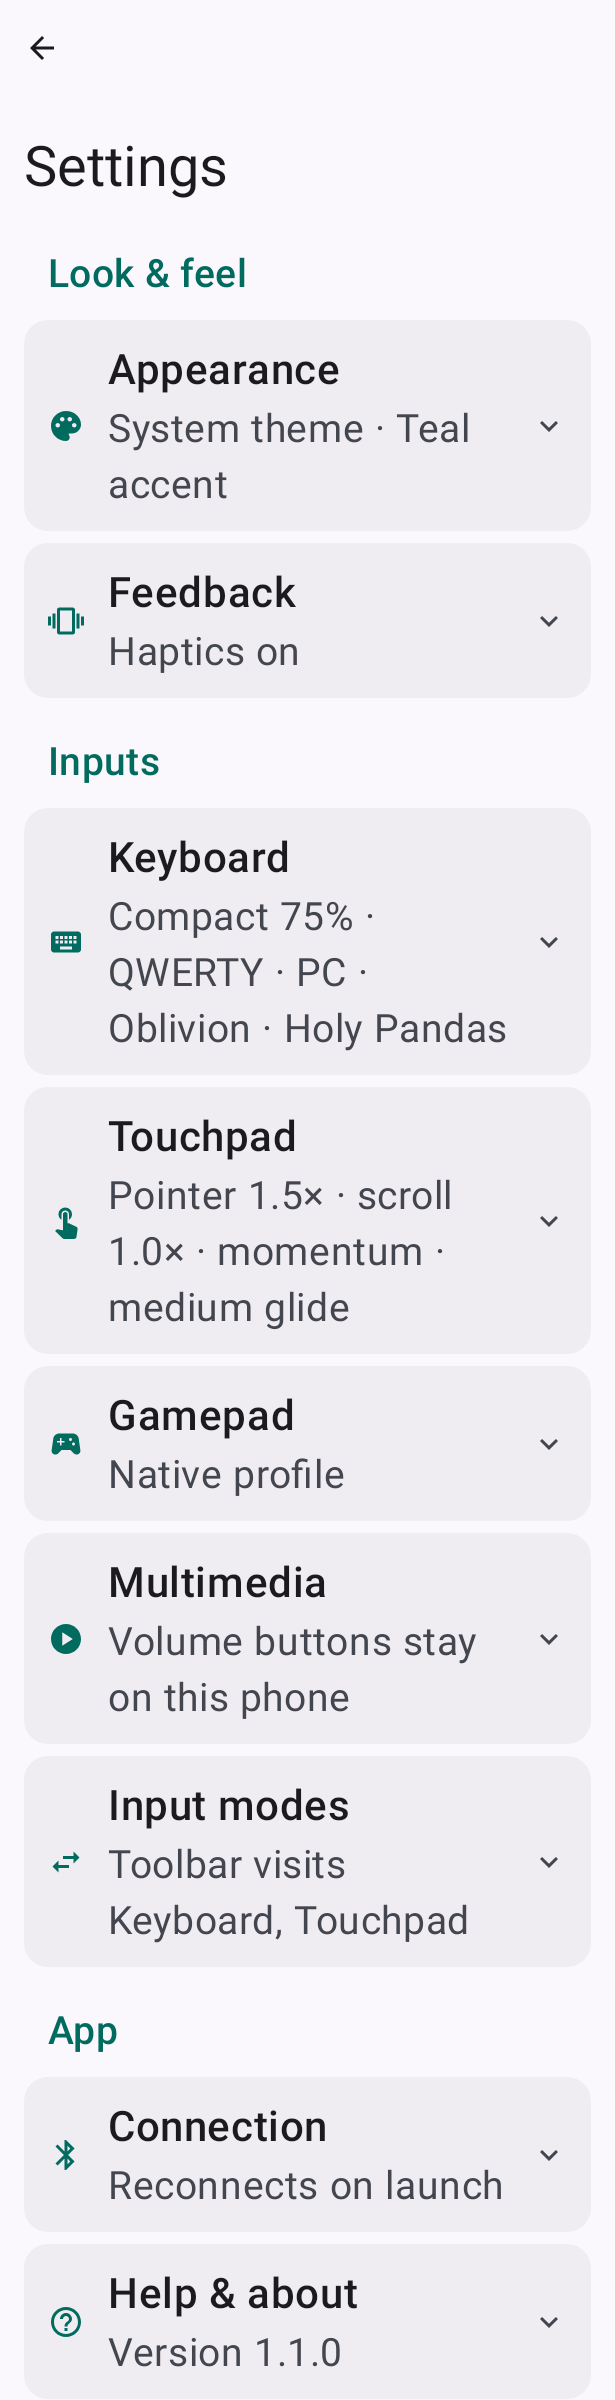 Settings
Look & feel
Appearance
System theme · Teal
accent
Feedback
Haptics on
Inputs
Keyboard
Compact 75% ·
QWERTY · PC ·
Oblivion · Holy Pandas
Touchpad
Pointer 1.5× · scroll
1.0× · momentum ·
medium glide
Gamepad
Native profile
Multimedia
Volume buttons stay
on this phone
Input modes
Toolbar visits
Keyboard, Touchpad
App
Connection
Reconnects on launch
Help & about
Version 1.1.0